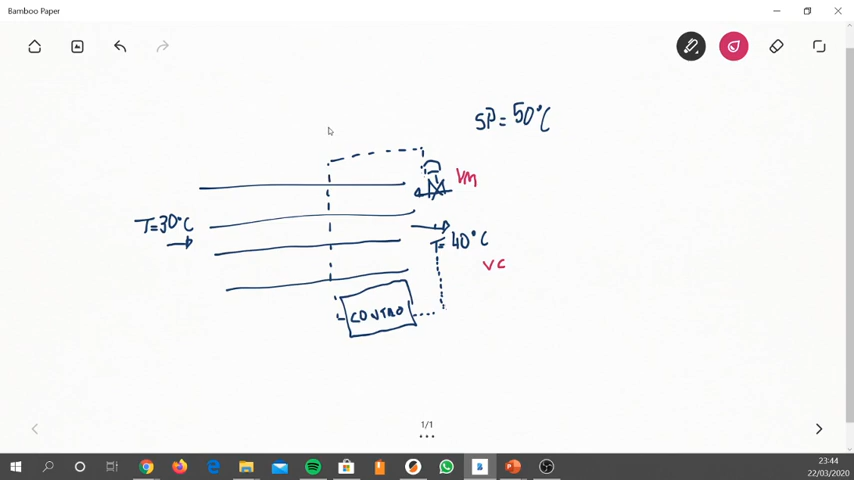 Bamboo Paper
SP = 50°C
VM
T=30°C
T= 40°C
VC
CONTRO
1/1
23:44
22/03/2020